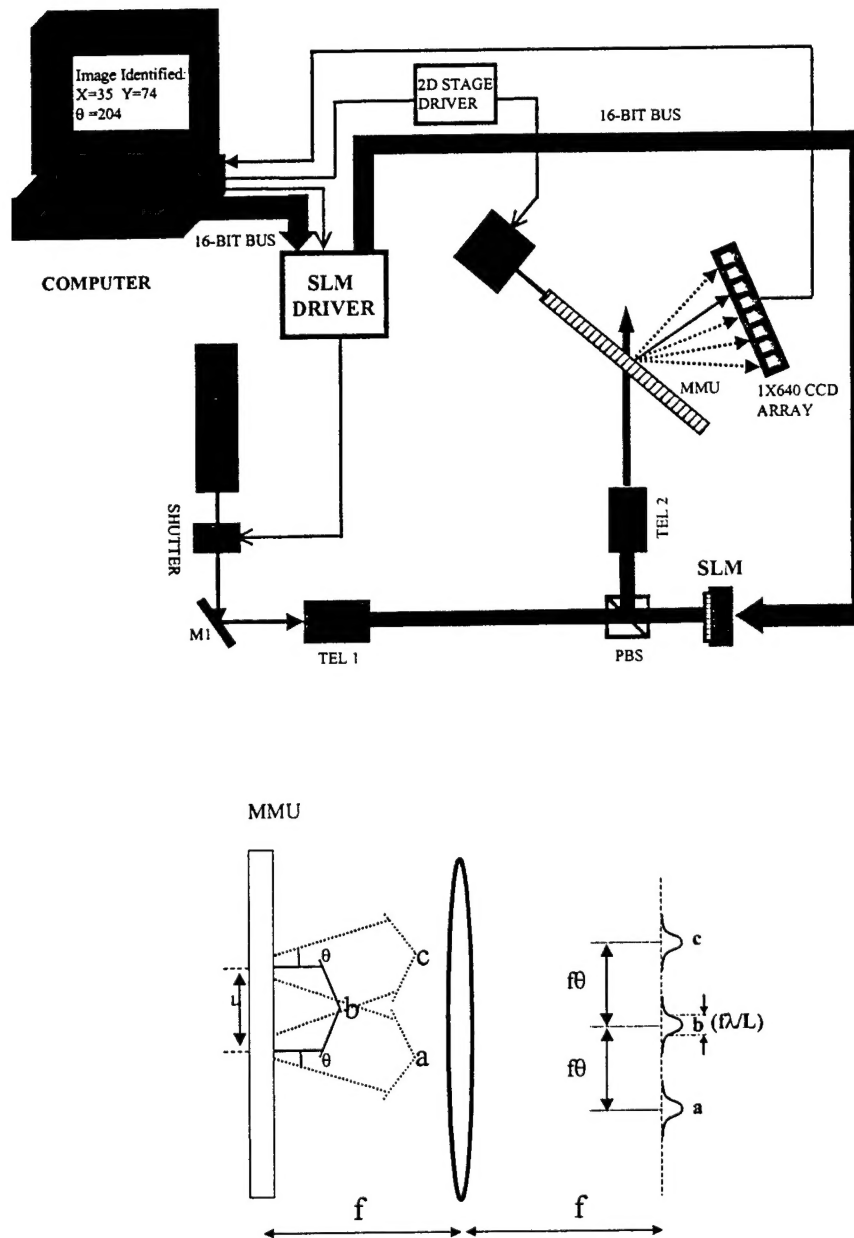 Image Identified:
X=35 Y=74
θ =204
2D STAGE
DRIVER
16-BIT BUS
16-BIT BUS
COMPUTER
SLM
DRIVER
MMU
1X640 CCD
ARRAY
SHUTTER
TEL 2
SLM
M1
TEL 1
PBS
MMU
θ
c
L
b
θ
a
fθ
c
b (fλ/L)
fθ
a
f
f